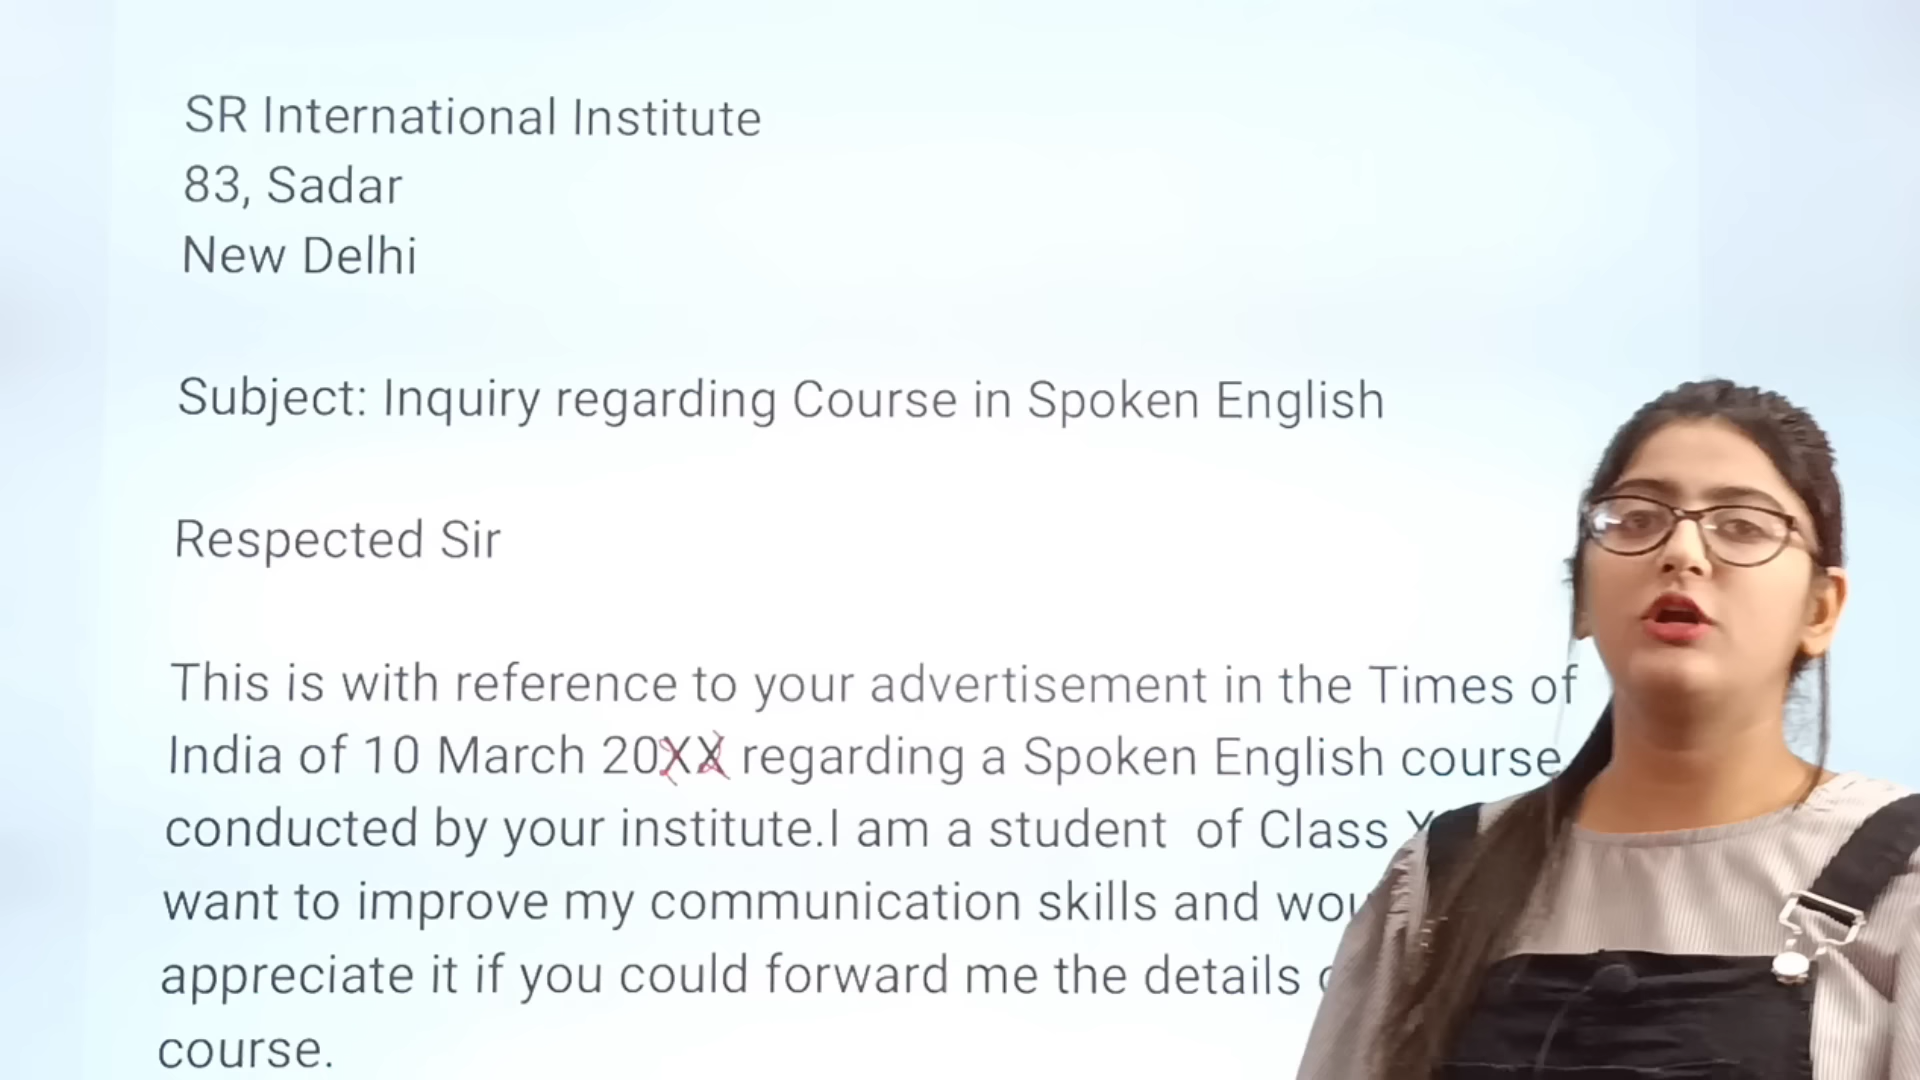 SR International Institute
83, Sadar
New Delhi
Subject: Inquiry regarding Course in Spoken English
Respected Sir
This is with reference to your advertisement in the Times of
India of 10 March 20XX regarding a Spoken English course
conducted by your institute.I am a student of Class
want to improve my communication skills and
appreciate it if you could forward me the details
course.